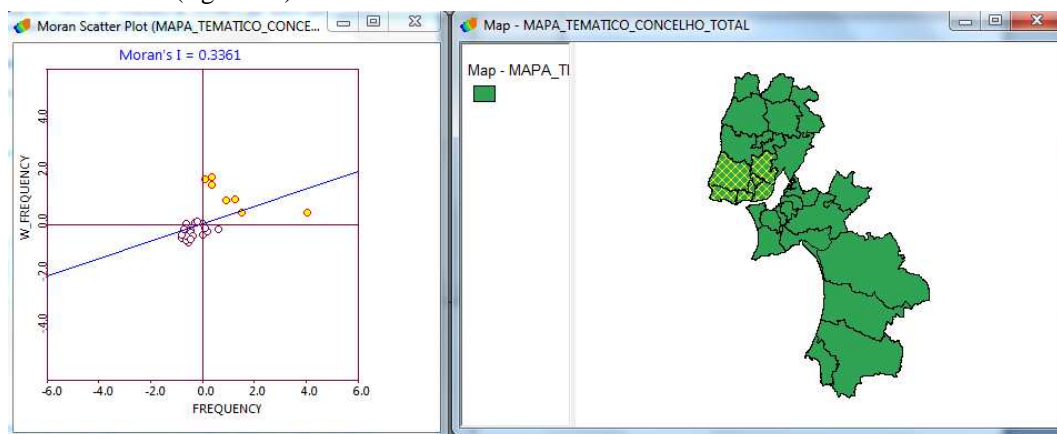 Moran Scatter Plot (MAPA_TEMATICO_CONCE...
Moran's I = 0.3361
W_FREQUENCY
4.0
2.0
0.0
-2.0
-4.0
-6.0 -4.0 -2.0 0.0 2.0 4.0 6.0
FREQUENCY
Map - MAPA_TEMATICO_CONCELHO_TOTAL
Map - MAPA_TI